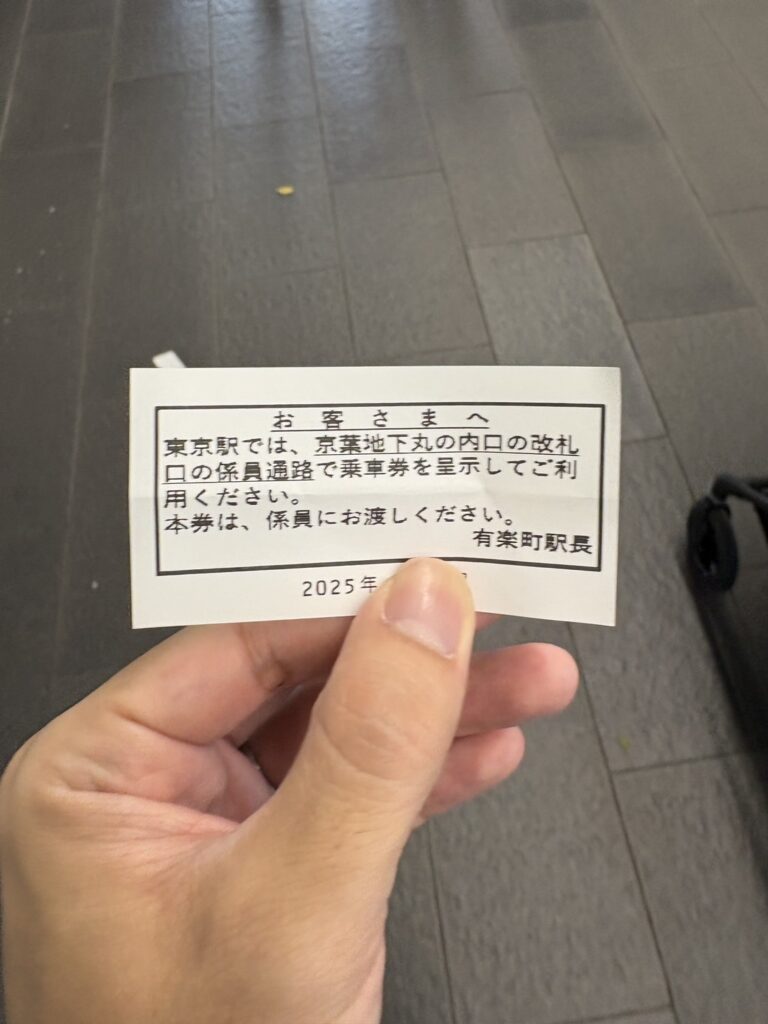 お客さまへ
東京駅では、京葉地下丸の内口の改札
口の係員通路で乗車券を呈示してご利
用ください。
本券は、係員にお渡しください。
有楽町駅長
2025年